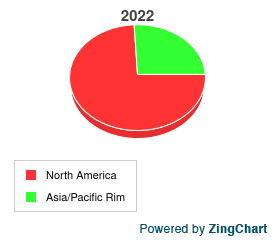 2022
North America
Asia/Pacific Rim
Powered by ZingChart